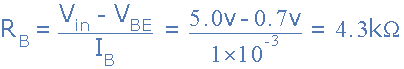 R_B = (V_in - V_BE) / I_B = (5.0v - 0.7v) / (1×10^-3) = 4.3kΩ